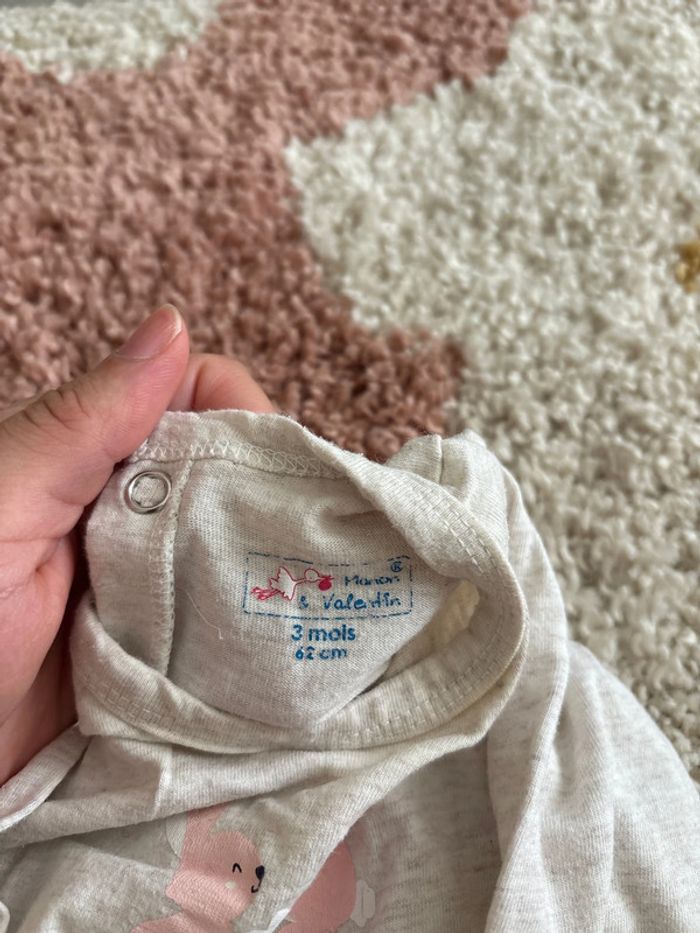 Manon ®
& Valentin
3 mois
62 cm